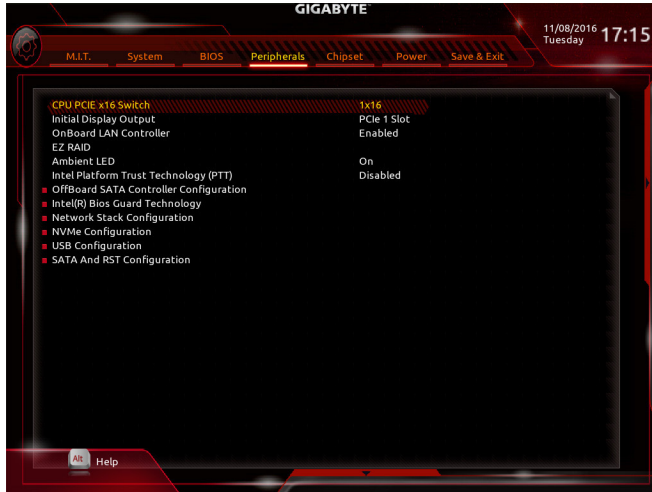 GIGABYTE
11/08/2016 Tuesday 17:15
M.I.T. System BIOS Peripherals Chipset Power Save & Exit
CPU PCIE x16 Switch 1x16
Initial Display Output PCIe 1 Slot
OnBoard LAN Controller Enabled
EZ RAID
Ambient LED On
Intel Platform Trust Technology (PTT) Disabled
OffBoard SATA Controller Configuration
Intel(R) Bios Guard Technology
Network Stack Configuration
NVMe Configuration
USB Configuration
SATA And RST Configuration
Alt Help